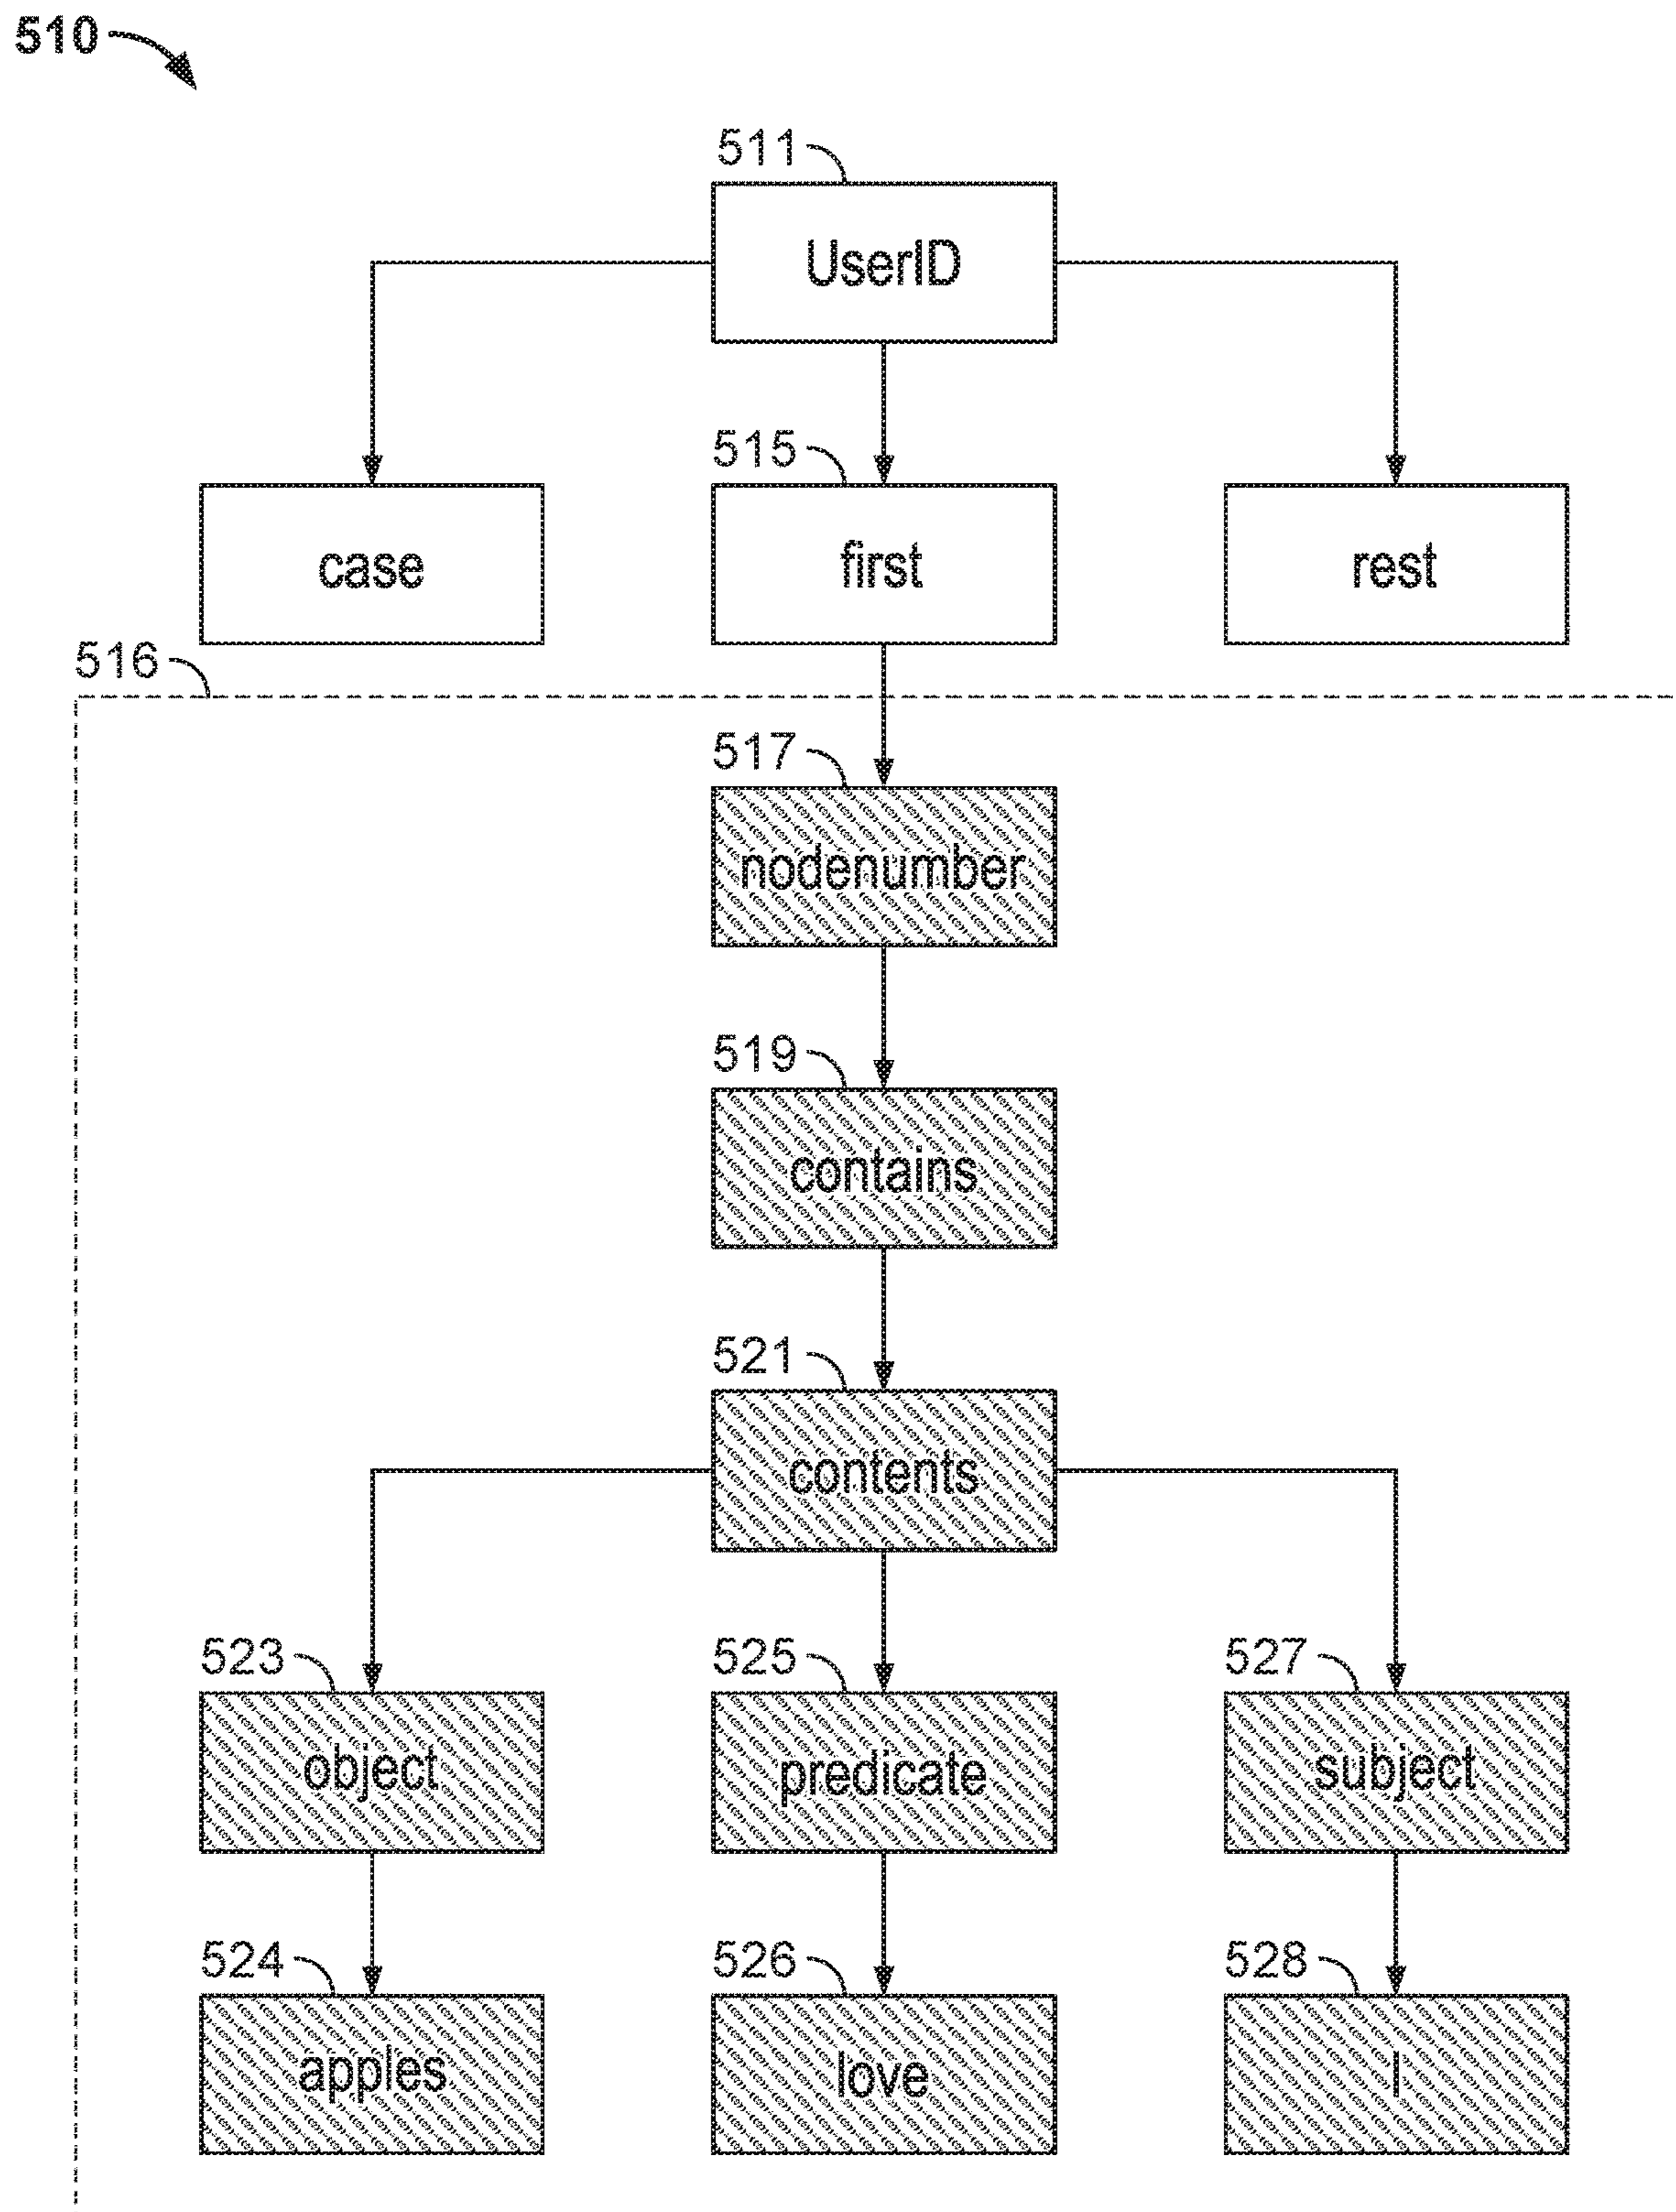 510
511
UserID
515
case first rest
516
517
nodenumber
519
contains
521
contents
523 525 527
object predicate subject
524 526 528
apples love I